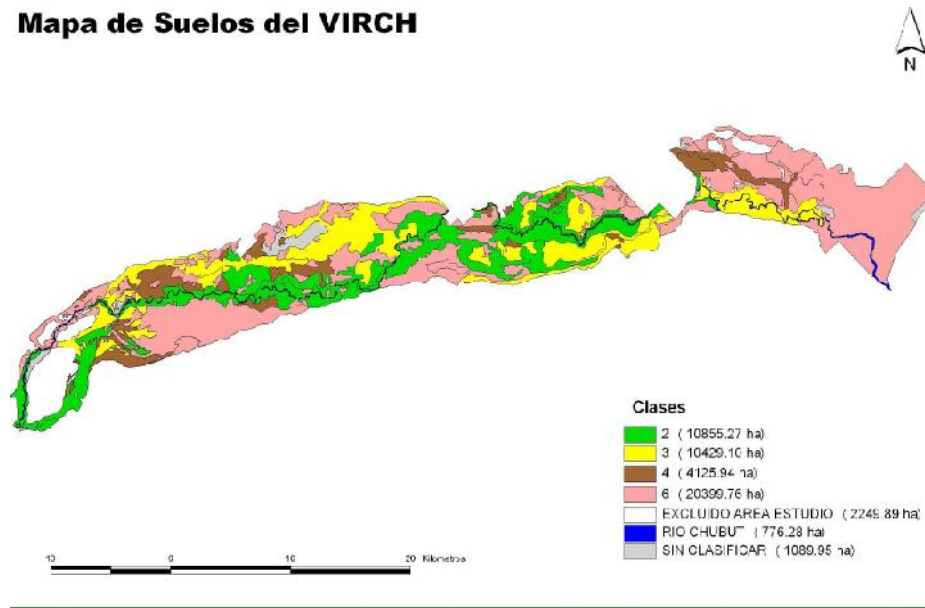 Mapa de Suelos del VIRCH
N
Clases
2 ( 10855.27 ha)
3 ( 10429.10 ha)
4 ( 4125.94 ha)
6 ( 20399.76 ha)
EXCLUIDO AREA ESTUDIO ( 2249.89 ha)
RIO CHUBUT ( 776.28 ha)
SIN CLASIFICAR ( 1089.95 ha)
10 0 10 20 Kilometros